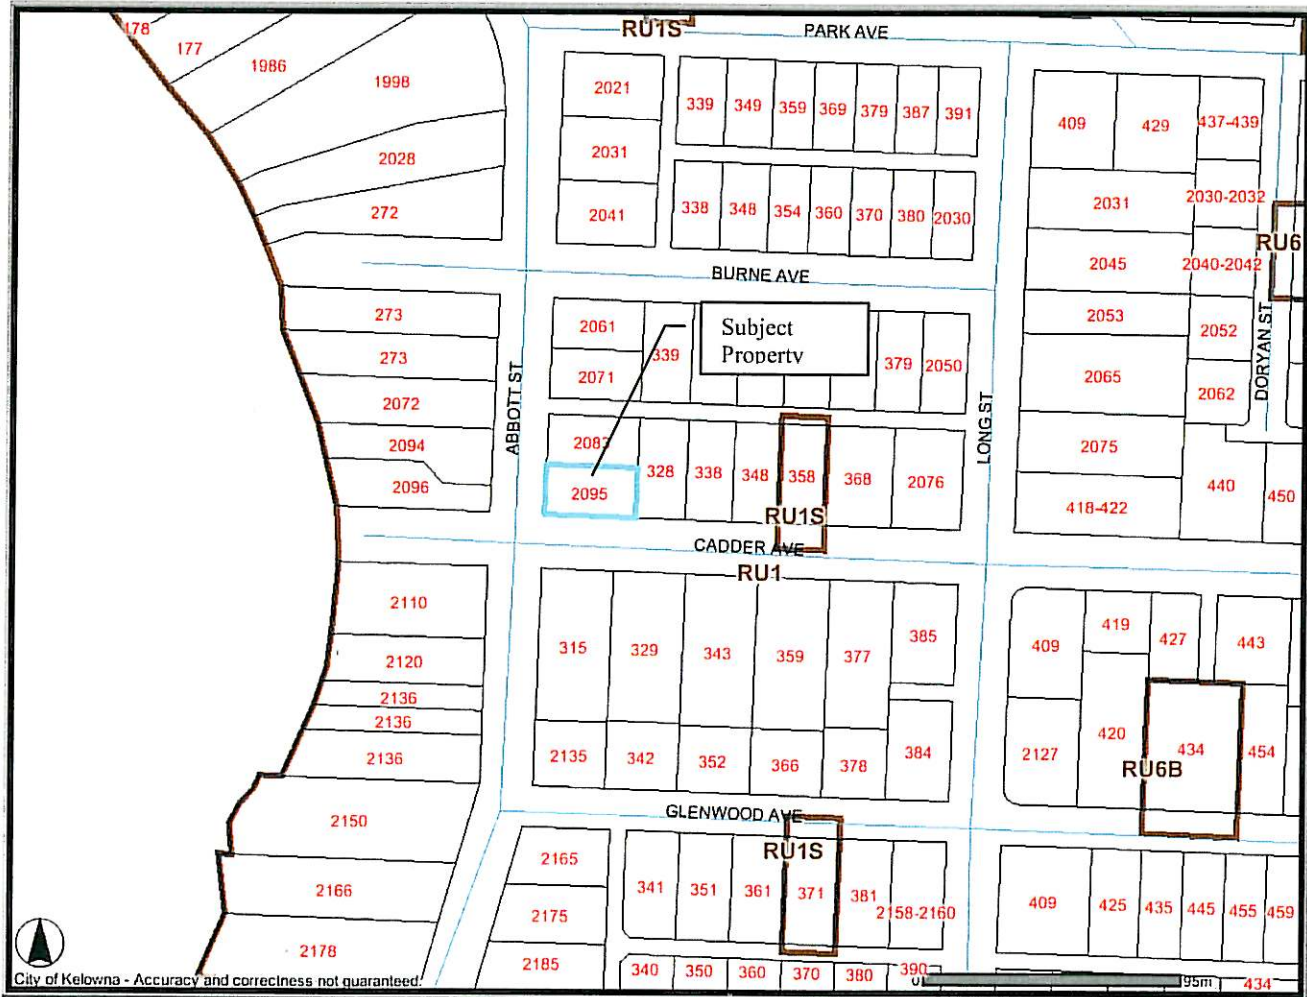 RU1S
PARK AVE
178
177
1986
1998
2028
272
2021
2031
2041
339 349 359 369 379 387 391
338 348 354 360 370 380 2030
409 429 437-439
2031 2030-2032
2045 2040-2042
2053 2052
2065 2062
2075
418-422 440 450
RU6
DORYAN ST
BURNE AVE
273
273
2072
2094
2096
ABBOTT ST
2061
2071
339
Subject
Property
379 2050
LONG ST
2083
2095
328 338 348 358 368 2076
RU1S
CADDER AVE
RU1
2110
2120
2136
2136
2136
2150
2166
2178
315 329 343 359 377 385
2135 342 352 366 378 384
409 419 427 443
2127 420 434 454
RU6B
GLENWOOD AVE
RU1S
2165
2175
2185
341 351 361 371 381 2158-2160
340 350 360 370 380 390
409 425 435 445 455 459
434
City of Kelowna - Accuracy and correctness not guaranteed.
95m